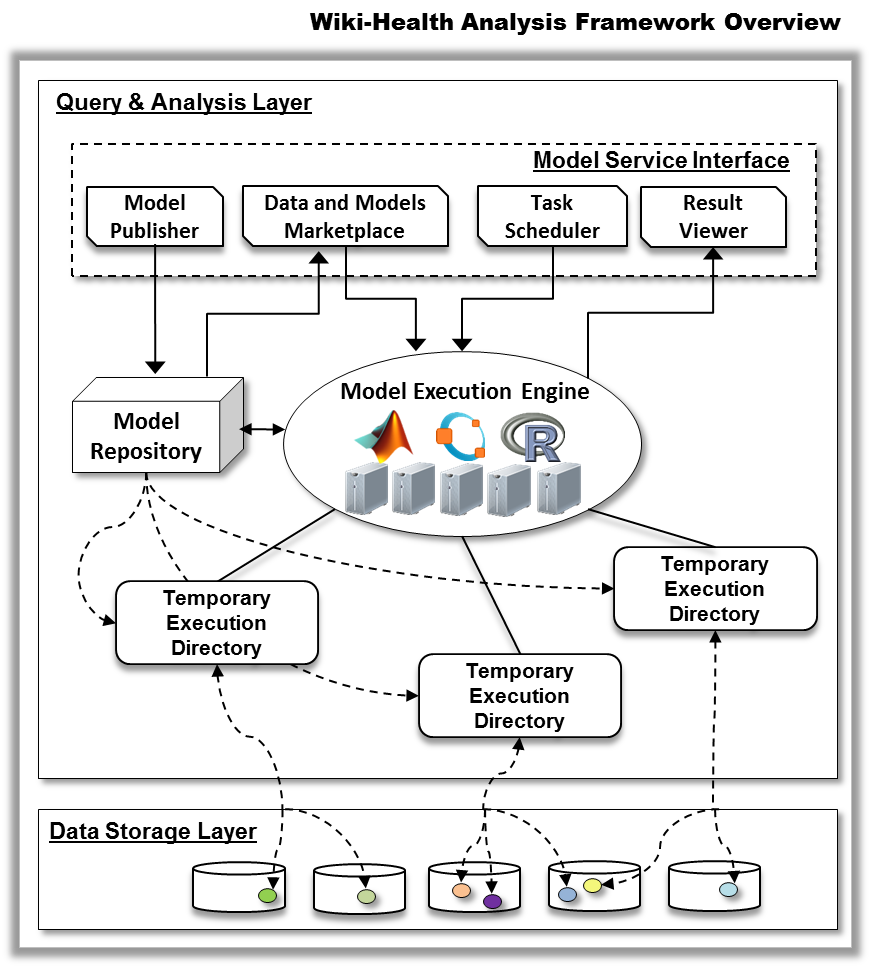 Wiki-Health Analysis Framework Overview
Query & Analysis Layer
Model Service Interface
Model
Publisher
Data and Models
Marketplace
Task
Scheduler
Result
Viewer
Model Execution Engine
R
Model
Repository
Temporary
Execution
Directory
Temporary
Execution
Directory
Temporary
Execution
Directory
Data Storage Layer